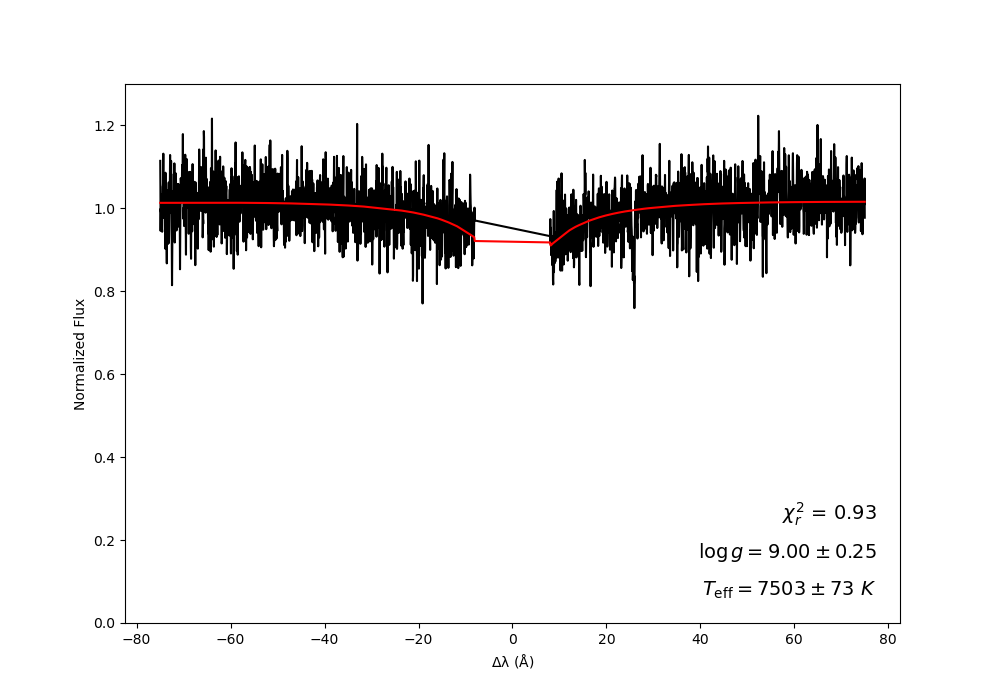 1.2
1.0
0.8
0.6
0.4
0.2
0.0
Normalized Flux
χ²ᵣ = 0.93
log g = 9.00 ± 0.25
T_eff = 7503 ± 73 K
−80 −60 −40 −20 0 20 40 60 80
Δλ (Å)